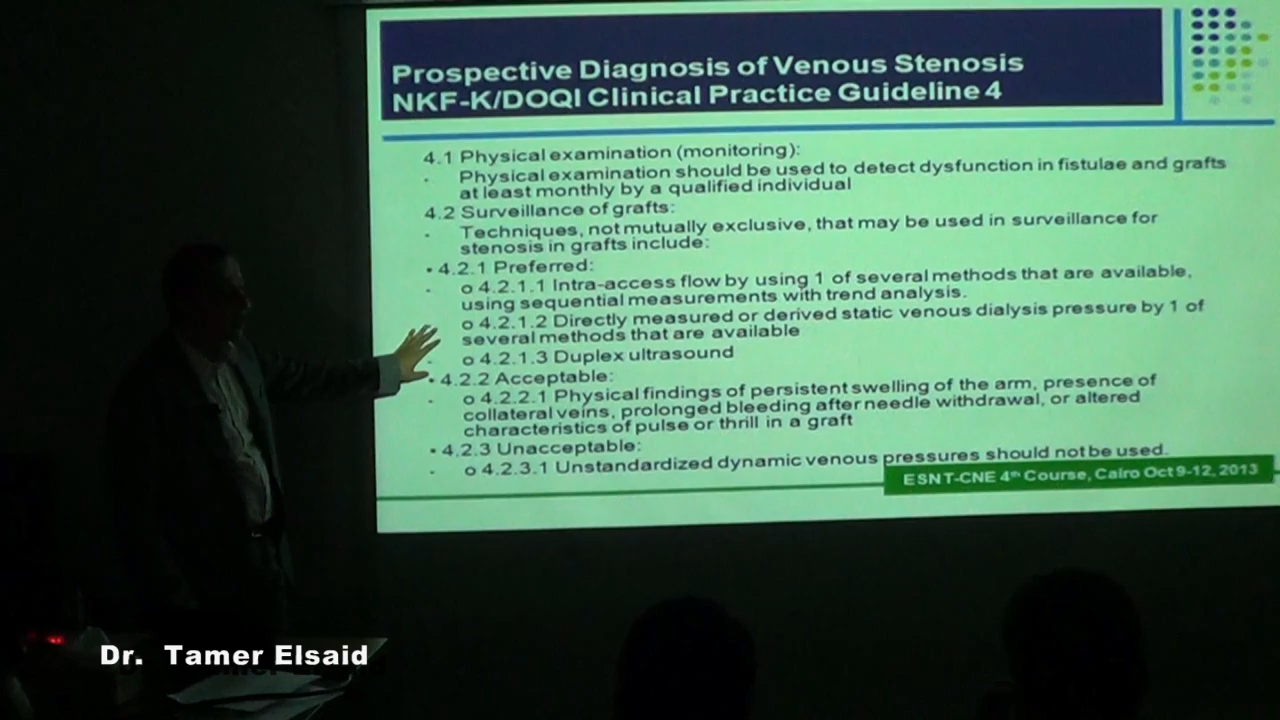 Prospective Diagnosis of Venous Stenosis
NKF-K/DOQI Clinical Practice Guideline 4
4.1 Physical examination (monitoring):
Physical examination should be used to detect dysfunction in fistulae and grafts
at least monthly by a qualified individual
4.2 Surveillance of grafts:
Techniques, not mutually exclusive, that may be used in surveillance for
stenosis in grafts include:
• 4.2.1 Preferred:
o 4.2.1.1 Intra-access flow by using 1 of several methods that are available,
using sequential measurements with trend analysis.
o 4.2.1.2 Directly measured or derived static venous dialysis pressure by 1 of
several methods that are available
o 4.2.1.3 Duplex ultrasound
• 4.2.2 Acceptable:
o 4.2.2.1 Physical findings of persistent swelling of the arm, presence of
collateral veins, prolonged bleeding after needle withdrawal, or altered
characteristics of pulse or thrill in a graft
• 4.2.3 Unacceptable:
o 4.2.3.1 Unstandardized dynamic venous pressures should not be used.
ESNT-CNE 4th Course, Cairo Oct 9-12, 2013
Dr. Tamer Elsaid